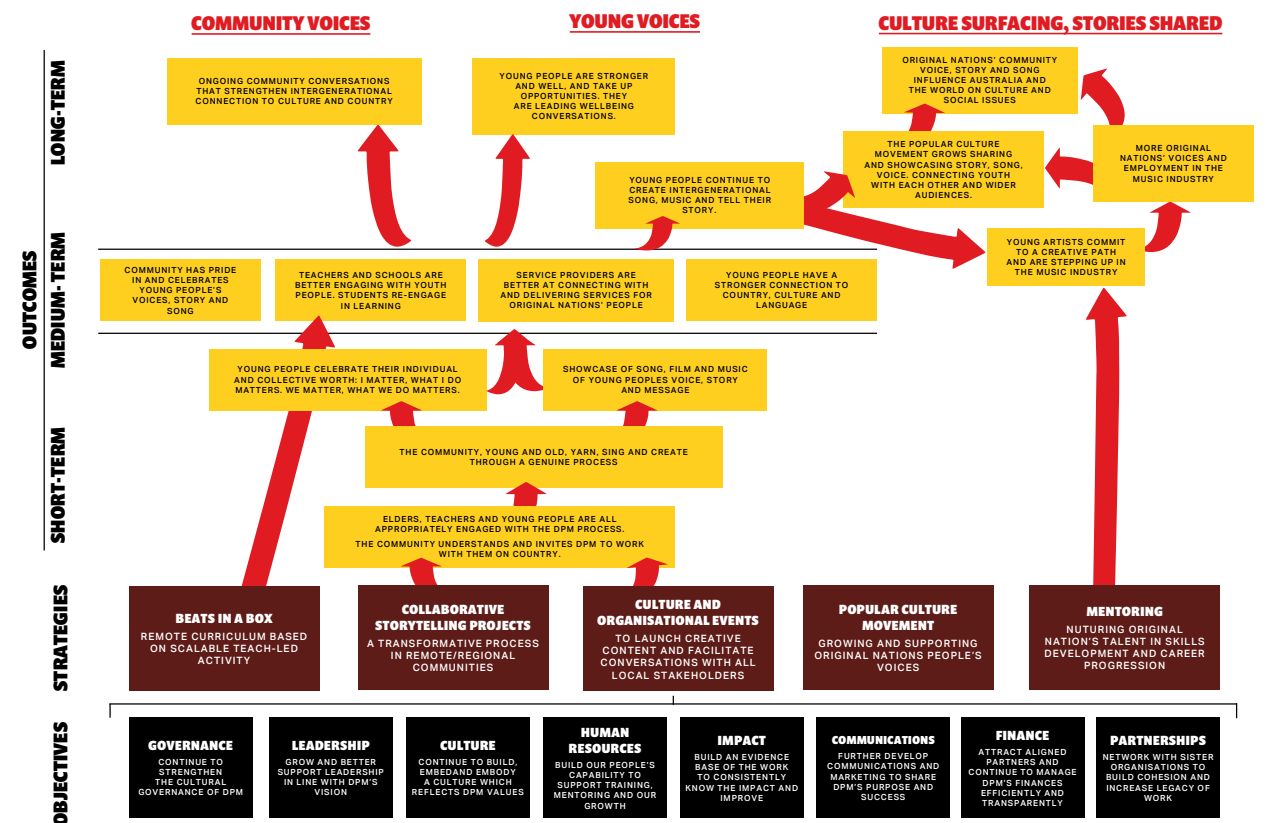 COMMUNITY VOICES
YOUNG VOICES
CULTURE SURFACING, STORIES SHARED
OUTCOMES
LONG-TERM
ONGOING COMMUNITY CONVERSATIONS
THAT STRENGTHEN INTERGENERATIONAL
CONNECTION TO CULTURE AND COUNTRY
YOUNG PEOPLE ARE STRONGER
AND WELL, AND TAKE UP
OPPORTUNITIES. THEY
ARE LEADING WELLBEING
CONVERSATIONS.
ORIGINAL NATIONS' COMMUNITY
VOICE, STORY AND SONG
INFLUENCE AUSTRALIA AND
THE WORLD ON CULTURE AND
SOCIAL ISSUES
THE POPULAR CULTURE
MOVEMENT GROWS SHARING
AND SHOWCASING STORY, SONG,
VOICE. CONNECTING YOUTH
WITH EACH OTHER AND WIDER
AUDIENCES.
MORE ORIGINAL
NATIONS' VOICES AND
EMPLOYMENT IN THE
MUSIC INDUSTRY
YOUNG PEOPLE CONTINUE TO
CREATE INTERGENERATIONAL
SONG, MUSIC AND TELL THEIR
STORY.
YOUNG ARTISTS COMMIT
TO A CREATIVE PATH
AND ARE STEPPING UP IN
THE MUSIC INDUSTRY
MEDIUM-TERM
COMMUNITY HAS PRIDE
IN AND CELEBRATES
YOUNG PEOPLE'S
VOICES, STORY AND
SONG
TEACHERS AND SCHOOLS ARE
BETTER ENGAGING WITH YOUTH
PEOPLE. STUDENTS RE-ENGAGE
IN LEARNING
SERVICE PROVIDERS ARE
BETTER AT CONNECTING WITH
AND DELIVERING SERVICES FOR
ORIGINAL NATIONS' PEOPLE
YOUNG PEOPLE HAVE A
STRONGER CONNECTION TO
COUNTRY, CULTURE AND
LANGUAGE
YOUNG PEOPLE CELEBRATE THEIR INDIVIDUAL
AND COLLECTIVE WORTH: I MATTER, WHAT I DO
MATTERS. WE MATTER, WHAT WE DO MATTERS.
SHOWCASE OF SONG, FILM AND MUSIC
OF YOUNG PEOPLES VOICE, STORY
AND MESSAGE
SHORT-TERM
THE COMMUNITY, YOUNG AND OLD, YARN, SING AND CREATE
THROUGH A GENUINE PROCESS
ELDERS, TEACHERS AND YOUNG PEOPLE ARE ALL
APPROPRIATELY ENGAGED WITH THE DPM PROCESS.
THE COMMUNITY UNDERSTANDS AND INVITES DPM TO WORK
WITH THEM ON COUNTRY.
STRATEGIES
BEATS IN A BOX
REMOTE CURRICULUM BASED
ON SCALABLE TEACH-LED
ACTIVITY
COLLABORATIVE
STORYTELLING PROJECTS
A TRANSFORMATIVE PROCESS
IN REMOTE/REGIONAL
COMMUNITIES
CULTURE AND
ORGANISATIONAL EVENTS
TO LAUNCH CREATIVE
CONTENT AND FACILITATE
CONVERSATIONS WITH ALL
LOCAL STAKEHOLDERS
POPULAR CULTURE
MOVEMENT
GROWING AND SUPPORTING
ORIGINAL NATIONS PEOPLE'S
VOICES
MENTORING
NUTURING ORIGINAL
NATION'S TALENT IN SKILLS
DEVELOPMENT AND CAREER
PROGRESSION
OBJECTIVES
GOVERNANCE
CONTINUE TO
STRENGTHEN
THE CULTURAL
GOVERNANCE OF DPM
LEADERSHIP
GROW AND BETTER
SUPPORT LEADERSHIP
IN LINE WITH DPM'S
VISION
CULTURE
CONTINUE TO BUILD,
EMBEDAND EMBODY
A CULTURE WHICH
REFLECTS DPM VALUES
HUMAN
RESOURCES
BUILD OUR PEOPLE'S
CAPABILITY TO
SUPPORT TRAINING,
MENTORING AND OUR
GROWTH
IMPACT
BUILD AN EVIDENCE
BASE OF THE WORK
TO CONSISTENTLY
KNOW THE IMPACT AND
IMPROVE
COMMUNICATIONS
FURTHER DEVELOP
COMMUNICATIONS AND
MARKETING TO SHARE
DPM'S PURPOSE AND
SUCCESS
FINANCE
ATTRACT ALIGNED
PARTNERS AND
CONTINUE TO MANAGE
DPM'S FINANCES
EFFICIENTLY AND
TRANSPARENTLY
PARTNERSHIPS
NETWORK WITH SISTER
ORGANISATIONS TO
BUILD COHESION AND
INCREASE LEGACY OF
WORK